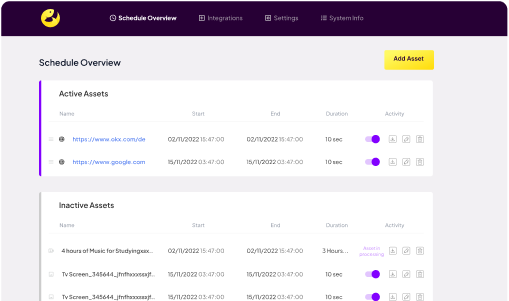 Schedule Overview Integrations Settings System Info
Schedule Overview
Add Asset
Active Assets
Name Start End Duration Activity
https://www.okx.com/de 02/11/2022 15:47:00 02/11/2022 15:47:00 10 sec
https://www.google.com 15/11/2022 03:47:00 15/11/2022 03:47:00 10 sec
Inactive Assets
Name Start End Duration Activity
4 hours of Music for Studyingxsx... 02/11/2022 15:47:00 02/11/2022 15:47:00 3 Hours... Asset in
processing
Tv Screen_345644_jfnfhxxxsxxjf... 15/11/2022 03:47:00 15/11/2022 03:47:00 10 sec
Tv Screen_345644_jfnfhxxxsxxjf... 15/11/2022 03:47:00 15/11/2022 03:47:00 10 sec